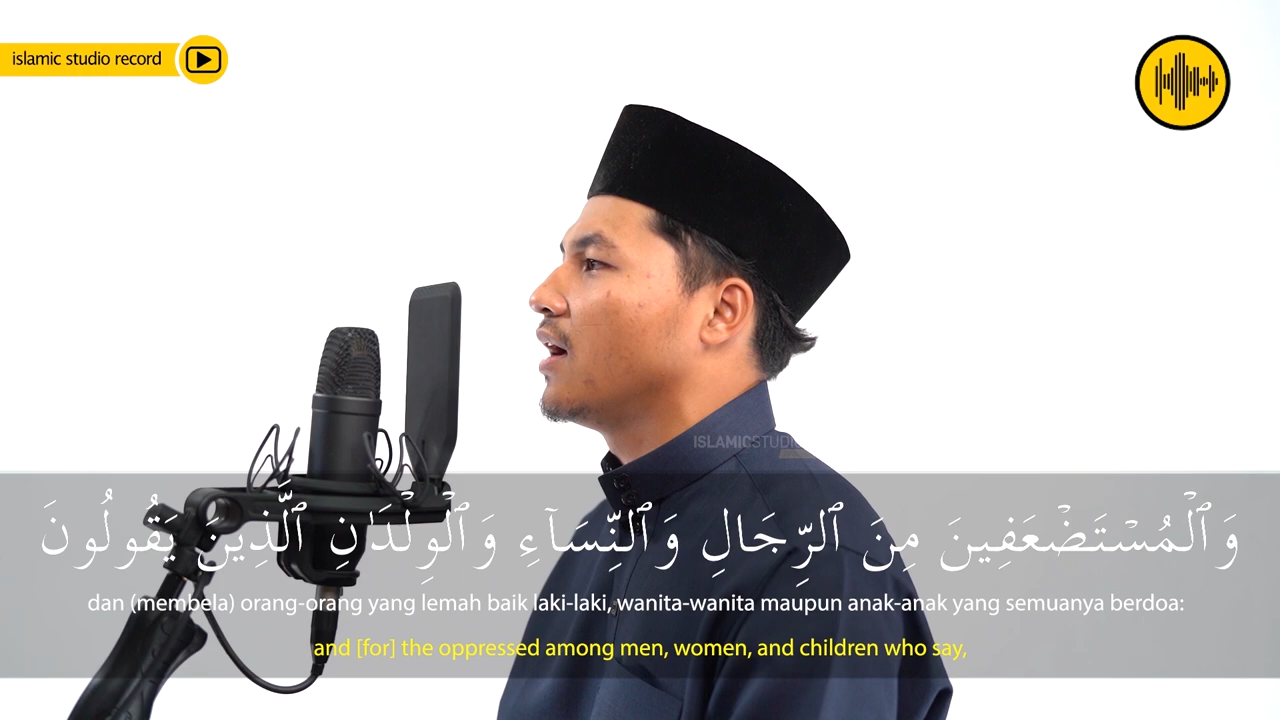 islamic studio record
ISLAMICSTUDI
وَٱلْمُسْتَضْعَفِينَ مِنَ ٱلرِّجَالِ وَٱلنِّسَآءِ وَٱلْوِلْدَٰنِ ٱلَّذِينَ يَقُولُونَ
dan (membela) orang-orang yang lemah baik laki-laki, wanita-wanita maupun anak-anak yang semuanya berdoa:
and [for] the oppressed among men, women, and children who say,